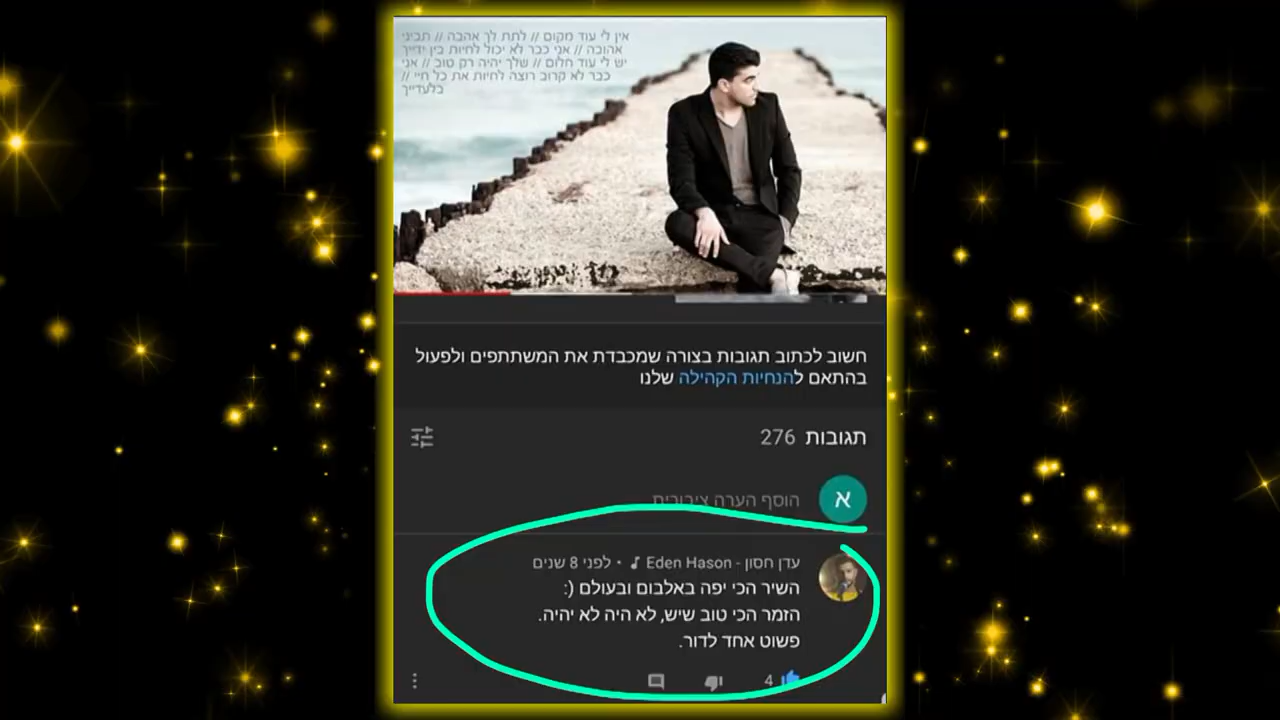 אין לי עוד מקום // לתת לך אהבה // תביני
אהובה // אני כבר לא יכול לחיות בין ידייך
יש לי עוד חלום // שלך יהיה רק טוב // אני
כבר לא קרוב רוצה לחיות את כל חיי //
בלעדייך
חשוב לכתוב תגובות בצורה שמכבדת את המשתתפים ולפעול
בהתאם להנחיות הקהילה שלנו
תגובות 276
א
הוסף הערה ציבורית
עדן חסון - Eden Hason ♪ • לפני 8 שנים
השיר הכי יפה באלבום ובעולם (:
הזמר הכי טוב שיש, לא היה לא יהיה.
פשוט אחד לדור.
4